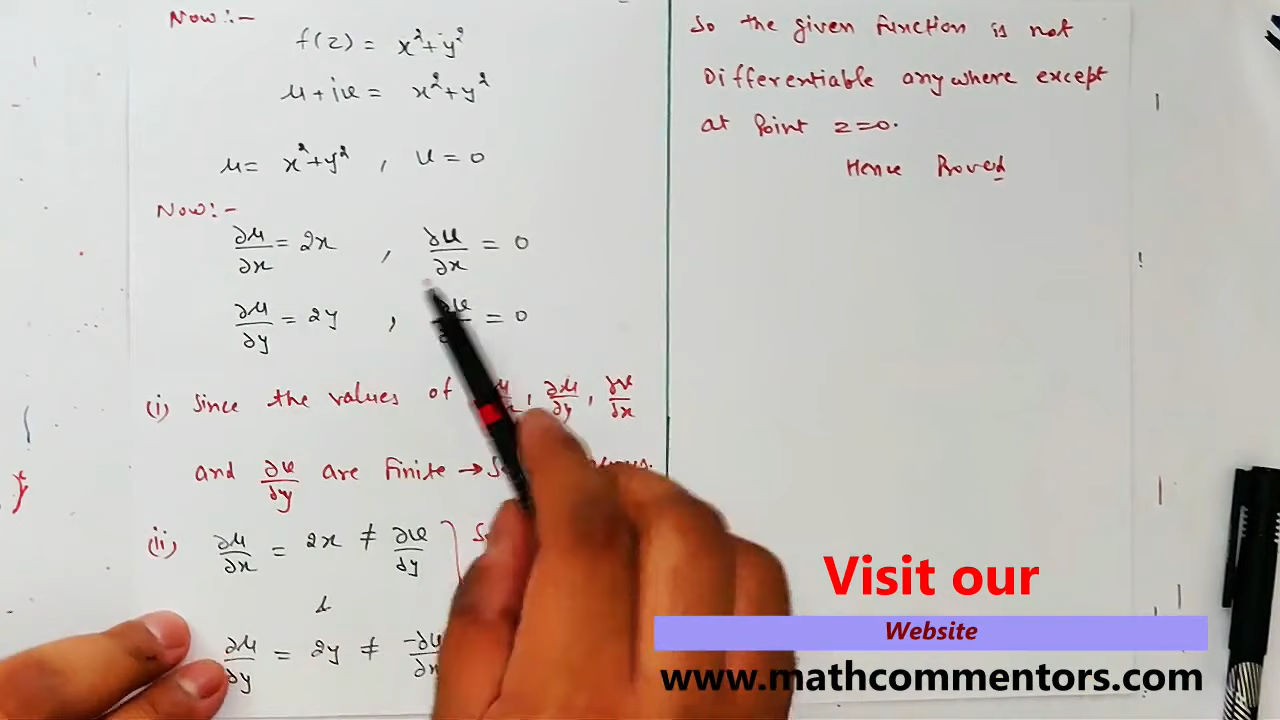 Now:-
f(z) = x²+y²
u+iv = x²+y²
u = x²+y² , v = 0
Now:-
∂u/∂x = 2x , ∂v/∂x = 0
∂u/∂y = 2y , = 0
(i) Since the values of , ∂u/∂y, ∂v/∂x
and ∂v/∂y are Finite →
(ii) ∂u/∂x = 2x ≠ ∂v/∂y
&
∂u/∂y = 2y ≠
So the given Function is not
Differentiable anywhere except
at Point z=0.
Hence Proved
Visit our
Website
www.mathcommentors.com